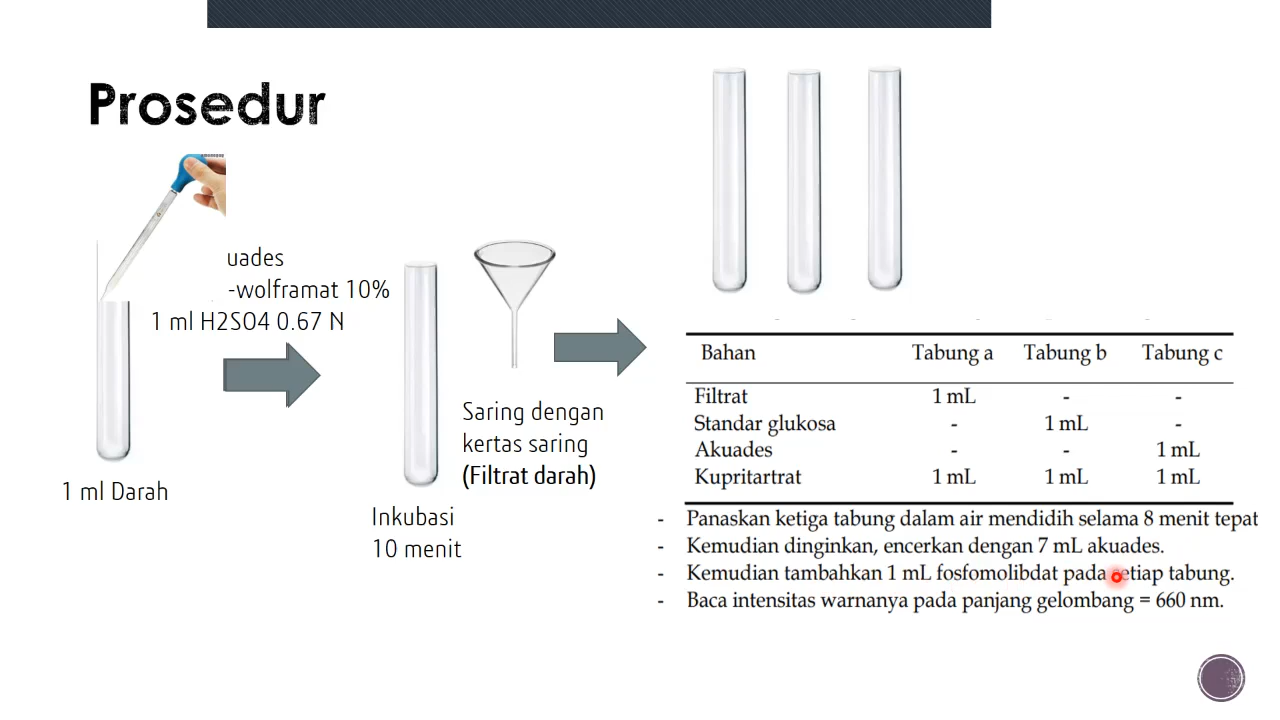 Prosedur
uades
-wolframat 10%
1 ml H2SO4 0.67 N
1 ml Darah
Inkubasi
10 menit
Saring dengan
kertas saring
(Filtrat darah)
Bahan Tabung a Tabung b Tabung c
Filtrat 1 mL - -
Standar glukosa - 1 mL -
Akuades - - 1 mL
Kupritartrat 1 mL 1 mL 1 mL
- Panaskan ketiga tabung dalam air mendidih selama 8 menit tepat
- Kemudian dinginkan, encerkan dengan 7 mL akuades.
- Kemudian tambahkan 1 mL fosfomolibdat pada setiap tabung.
- Baca intensitas warnanya pada panjang gelombang = 660 nm.